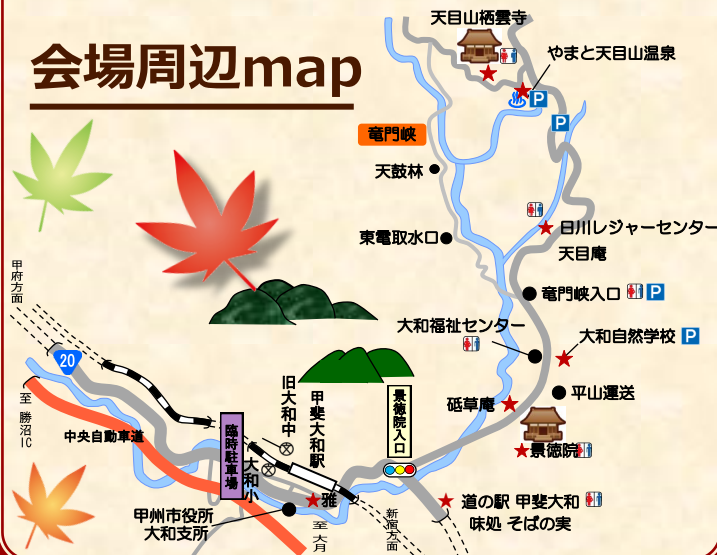 会場周辺map
天目山栖雲寺
やまと天目山温泉
P
P
竜門峡
天鼓林
東電取水口
日川レジャーセンター
天目庵
竜門峡入口
P
大和福祉センター
大和自然学校
P
平山運送
砥草庵
景徳院
甲府方面
20
至 勝沼IC
中央自動車道
臨時駐車場
旧大和中
甲斐大和駅
景徳院入口
大和小
雅
甲州市役所
大和支所
至 大月
新宿方面
道の駅 甲斐大和
味処 そばの実